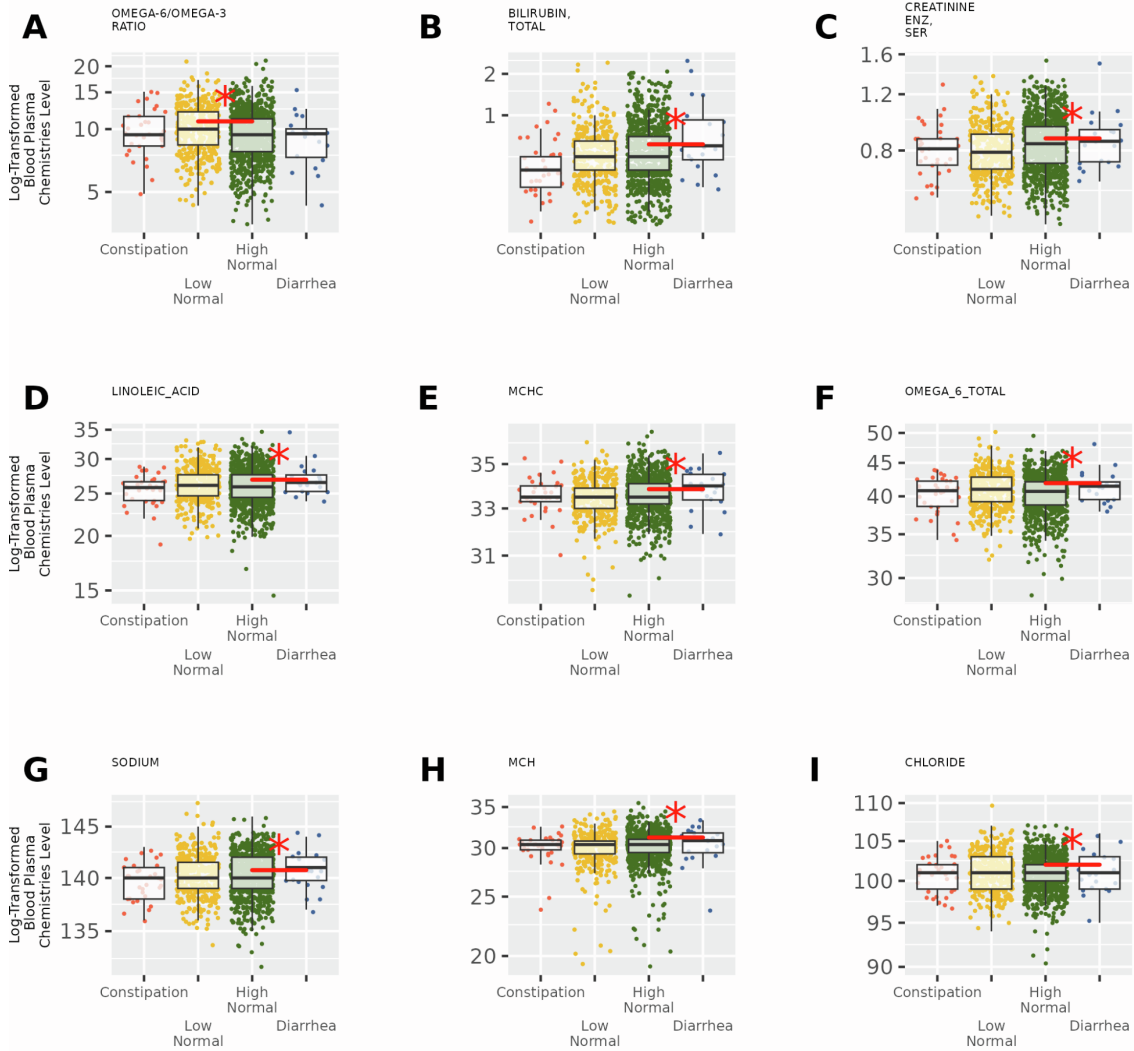 A
OMEGA-6/OMEGA-3
RATIO
Log-Transformed
Blood Plasma
Chemistries Level
20
15
10
5
Constipation
Low
Normal
High
Normal
Diarrhea
B
BILIRUBIN,
TOTAL
2
1
Constipation
Low
Normal
High
Normal
Diarrhea
C
CREATININE
ENZ,
SER
1.6
1.2
0.8
Constipation
Low
Normal
High
Normal
Diarrhea
D
LINOLEIC_ACID
Log-Transformed
Blood Plasma
Chemistries Level
35
30
25
20
15
Constipation
Low
Normal
High
Normal
Diarrhea
E
MCHC
35
33
31
Constipation
Low
Normal
High
Normal
Diarrhea
F
OMEGA_6_TOTAL
50
45
40
35
30
Constipation
Low
Normal
High
Normal
Diarrhea
G
SODIUM
Log-Transformed
Blood Plasma
Chemistries Level
145
140
135
Constipation
Low
Normal
High
Normal
Diarrhea
H
MCH
35
30
25
20
Constipation
Low
Normal
High
Normal
Diarrhea
I
CHLORIDE
110
105
100
95
90
Constipation
Low
Normal
High
Normal
Diarrhea